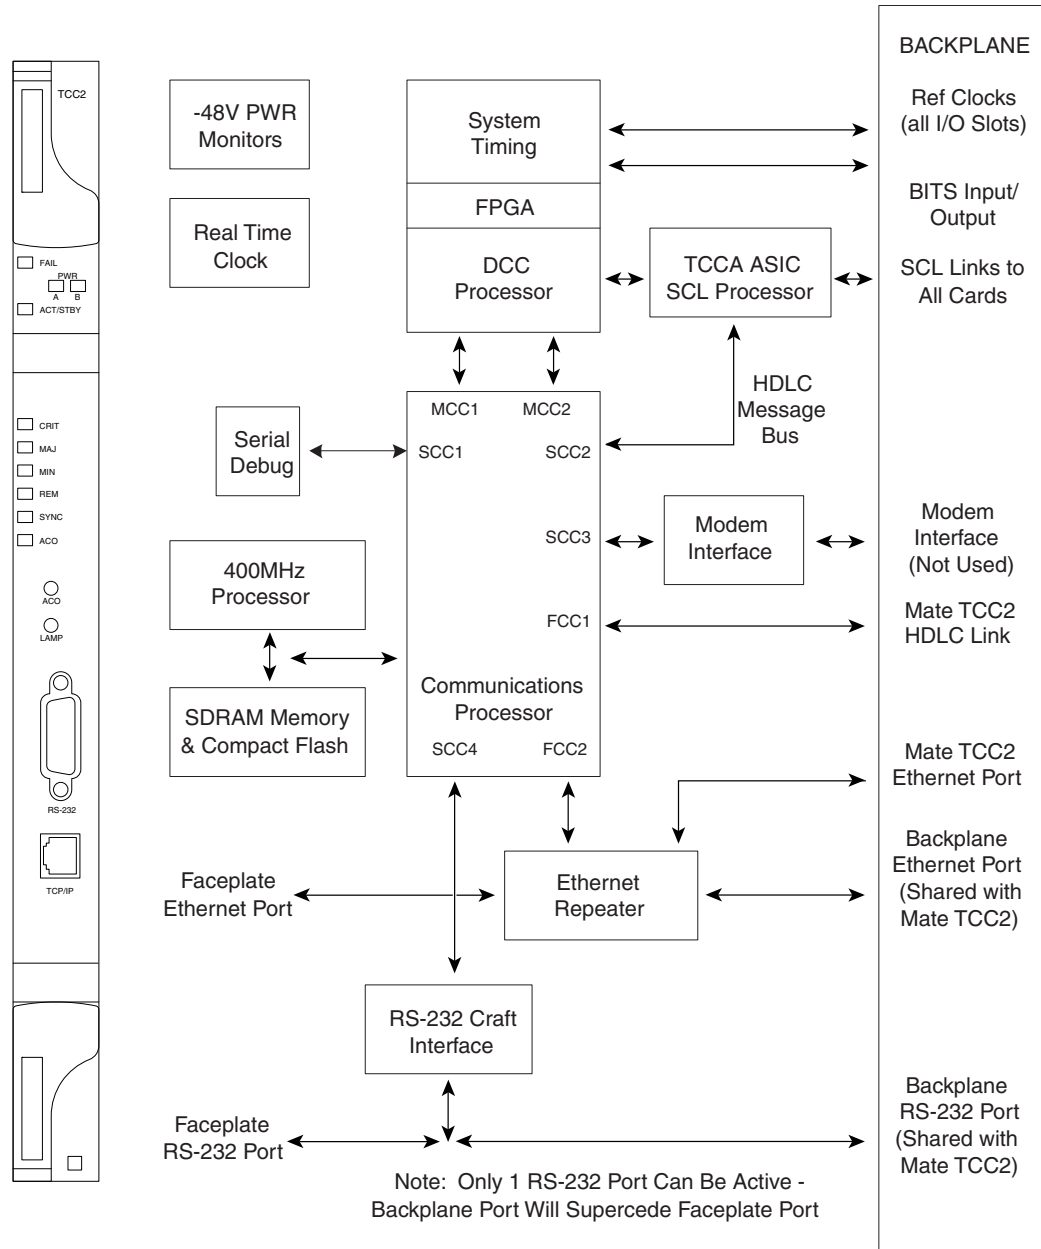 TCC2
FAIL
PWR
A B
ACT/STBY
CRIT
MAJ
MIN
REM
SYNC
ACO
ACO
LAMP
RS-232
TCP/IP
-48V PWR
Monitors
Real Time
Clock
System
Timing
FPGA
DCC
Processor
TCCA ASIC
SCL Processor
HDLC
Message
Bus
MCC1 MCC2
SCC1 SCC2
SCC3
FCC1
Communications
Processor
SCC4 FCC2
Serial
Debug
400MHz
Processor
SDRAM Memory
& Compact Flash
Modem
Interface
Faceplate
Ethernet Port
Ethernet
Repeater
RS-232 Craft
Interface
Faceplate
RS-232 Port
Note: Only 1 RS-232 Port Can Be Active -
Backplane Port Will Supercede Faceplate Port
BACKPLANE
Ref Clocks
(all I/O Slots)
BITS Input/
Output
SCL Links to
All Cards
Modem
Interface
(Not Used)
Mate TCC2
HDLC Link
Mate TCC2
Ethernet Port
Backplane
Ethernet Port
(Shared with
Mate TCC2)
Backplane
RS-232 Port
(Shared with
Mate TCC2)